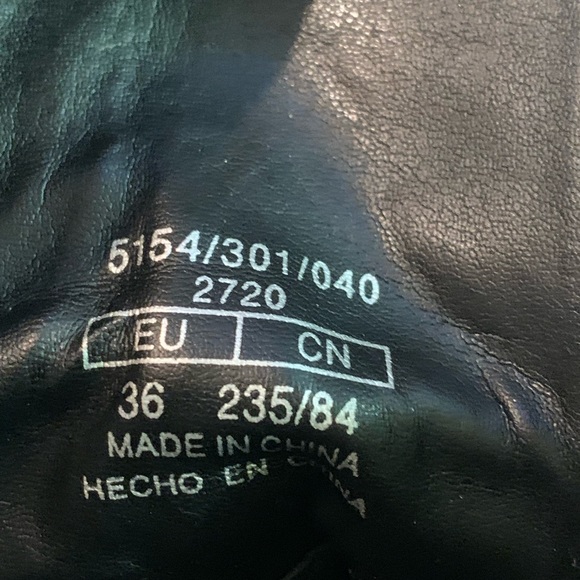 5154/301/040
2720
EU CN
36 235/84
MADE IN CHINA
HECHO EN CHINA